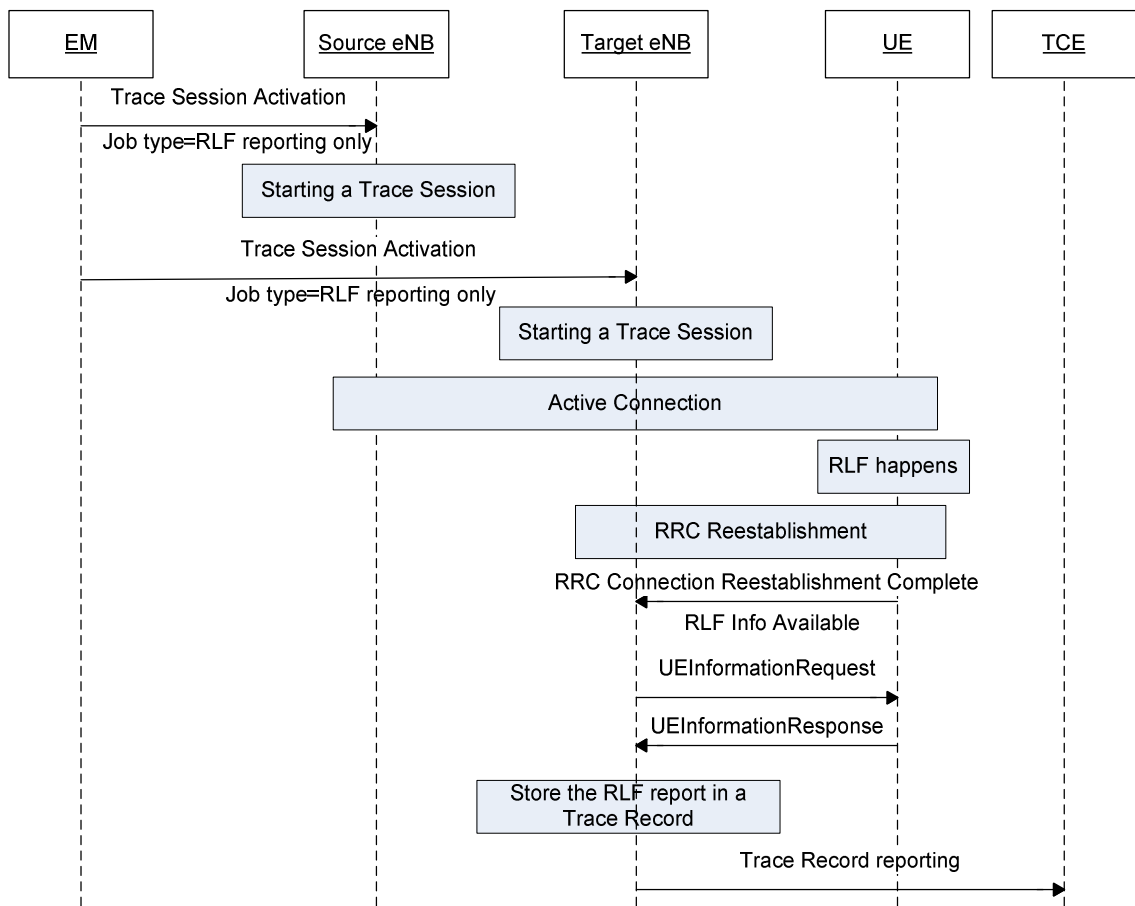 EM
Source eNB
Target eNB
UE
TCE
Trace Session Activation
Job type=RLF reporting only
Starting a Trace Session
Trace Session Activation
Job type=RLF reporting only
Starting a Trace Session
Active Connection
RLF happens
RRC Reestablishment
RRC Connection Reestablishment Complete
RLF Info Available
UEInformationRequest
UEInformationResponse
Store the RLF report in a
Trace Record
Trace Record reporting